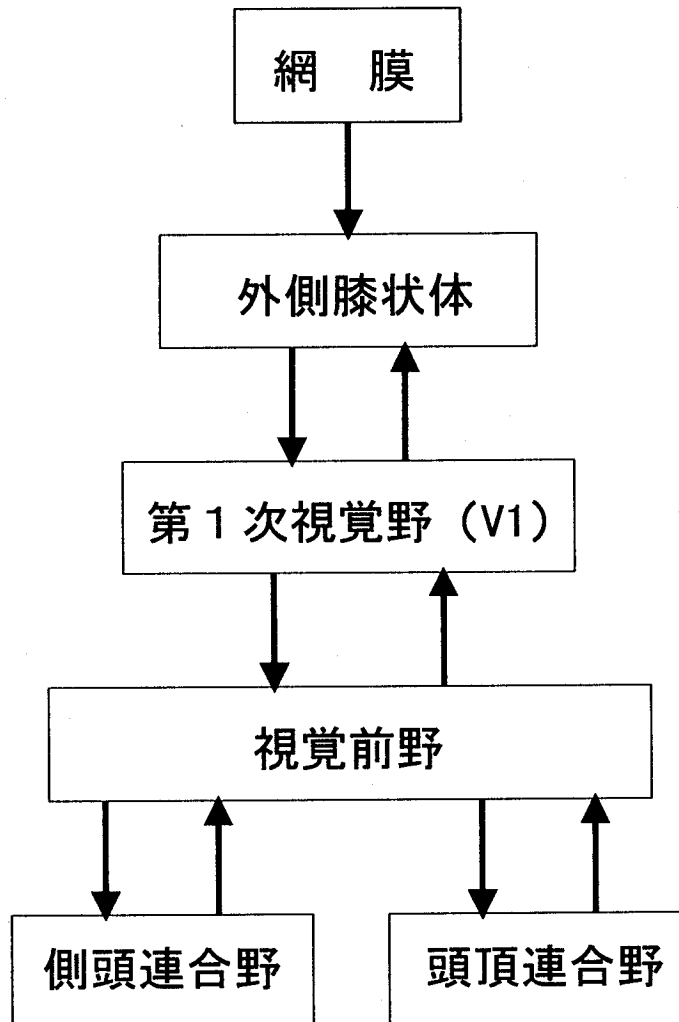 網　膜
外側膝状体
第１次視覚野（V1）
視覚前野
側頭連合野
頭頂連合野